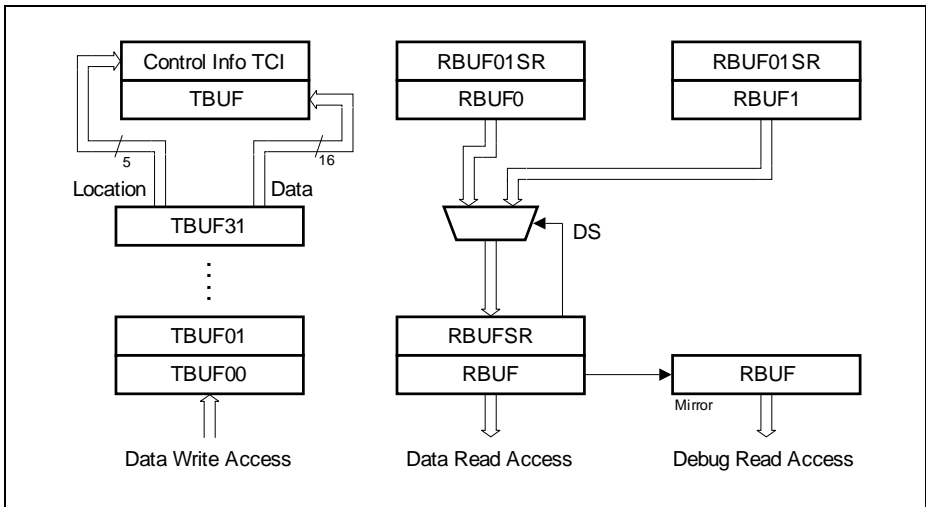 Control Info TCI
TBUF
5
16
Location
Data
TBUF31
TBUF01
TBUF00
Data Write Access
RBUF01SR
RBUF0
RBUF01SR
RBUF1
DS
RBUFSR
RBUF
RBUF
Mirror
Data Read Access
Debug Read Access